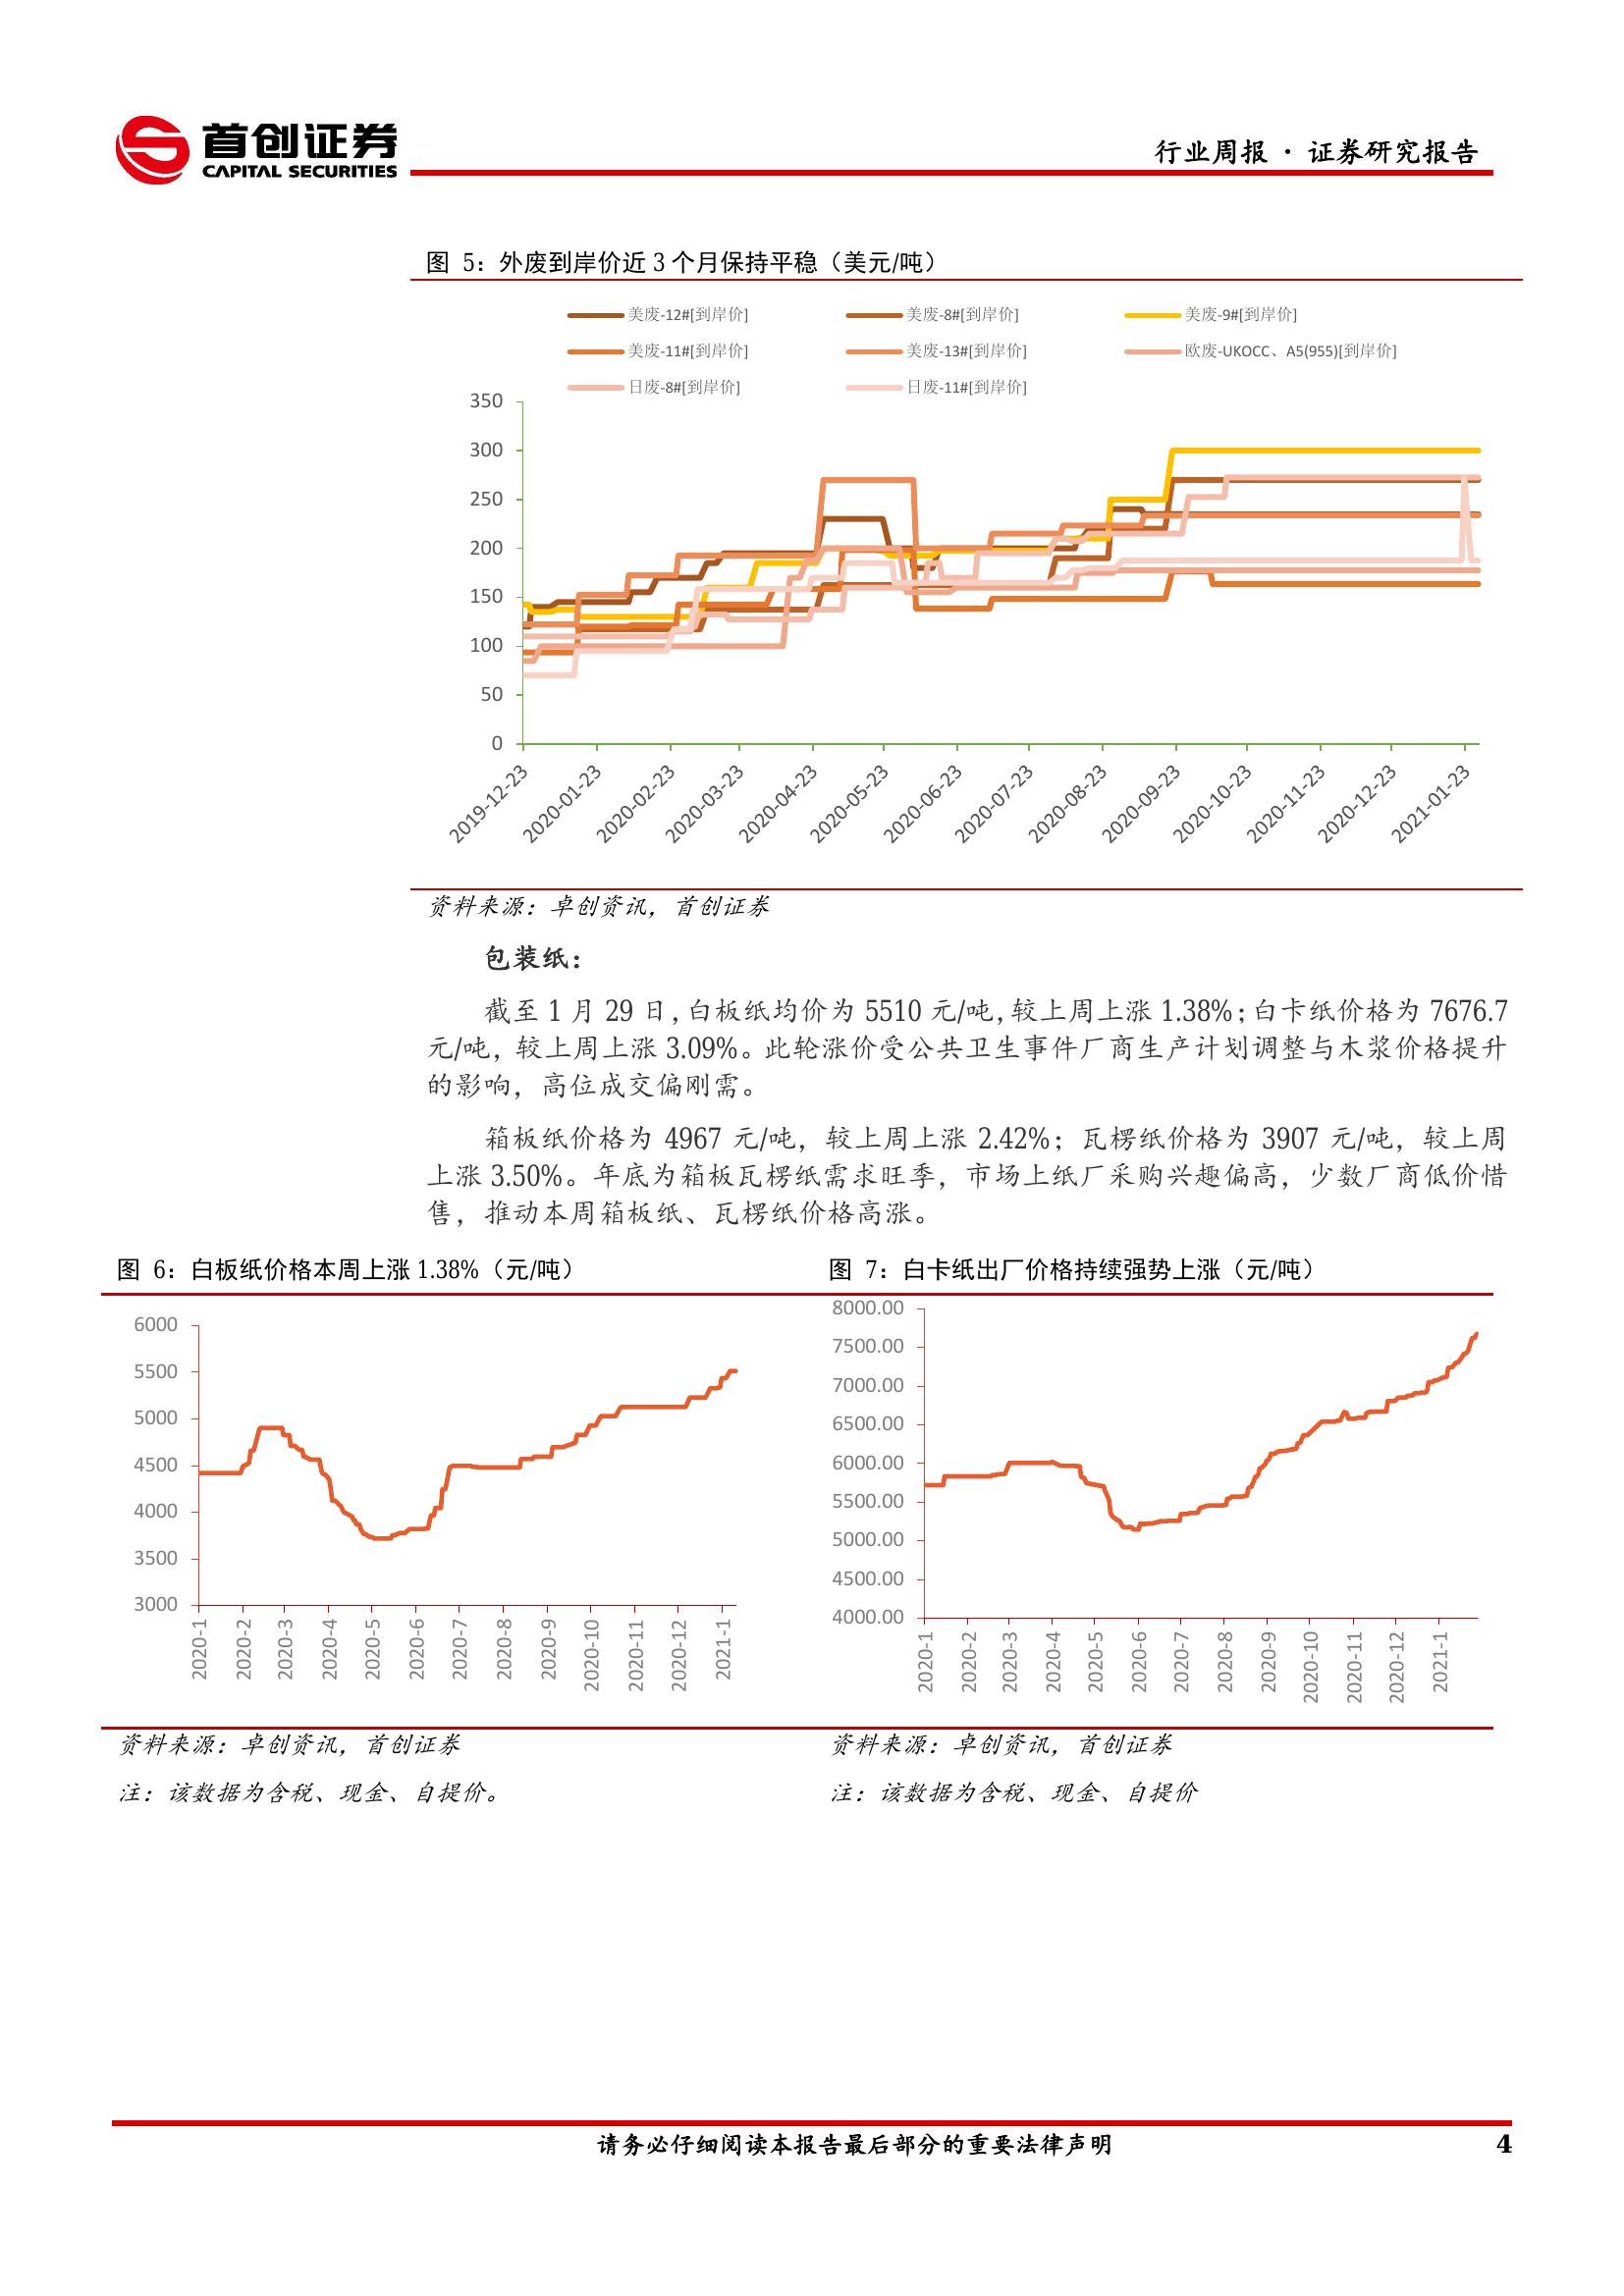 首创证券
CAPITAL SECURITIES
行业周报 · 证券研究报告
图 5：外废到岸价近 3 个月保持平稳（美元/吨）
美废-12#[到岸价] 美废-8#[到岸价] 美废-9#[到岸价]
美废-11#[到岸价] 美废-13#[到岸价] 欧废-UKOCC、A5(955)[到岸价]
日废-8#[到岸价] 日废-11#[到岸价]
350
300
250
200
150
100
50
0
2019-12-23 2020-01-23 2020-02-23 2020-03-23 2020-04-23 2020-05-23 2020-06-23 2020-07-23 2020-08-23 2020-09-23 2020-10-23 2020-11-23 2020-12-23 2021-01-23
资料来源：卓创资讯，首创证券
包装纸：
截至 1 月 29 日，白板纸均价为 5510 元/吨，较上周上涨 1.38%；白卡纸价格为 7676.7
元/吨，较上周上涨 3.09%。此轮涨价受公共卫生事件厂商生产计划调整与木浆价格提升
的影响，高位成交偏刚需。
箱板纸价格为 4967 元/吨，较上周上涨 2.42%；瓦楞纸价格为 3907 元/吨，较上周
上涨 3.50%。年底为箱板瓦楞纸需求旺季，市场上纸厂采购兴趣偏高，少数厂商低价惜
售，推动本周箱板纸、瓦楞纸价格高涨。
图 6：白板纸价格本周上涨 1.38%（元/吨）
6000
5500
5000
4500
4000
3500
3000
2020-1 2020-2 2020-3 2020-4 2020-5 2020-6 2020-7 2020-8 2020-9 2020-10 2020-11 2020-12 2021-1
资料来源：卓创资讯，首创证券
注：该数据为含税、现金、自提价。
图 7：白卡纸出厂价格持续强势上涨（元/吨）
8000.00
7500.00
7000.00
6500.00
6000.00
5500.00
5000.00
4500.00
4000.00
2020-1 2020-2 2020-3 2020-4 2020-5 2020-6 2020-7 2020-8 2020-9 2020-10 2020-11 2020-12 2021-1
资料来源：卓创资讯，首创证券
注：该数据为含税、现金、自提价
请务必仔细阅读本报告最后部分的重要法律声明
4